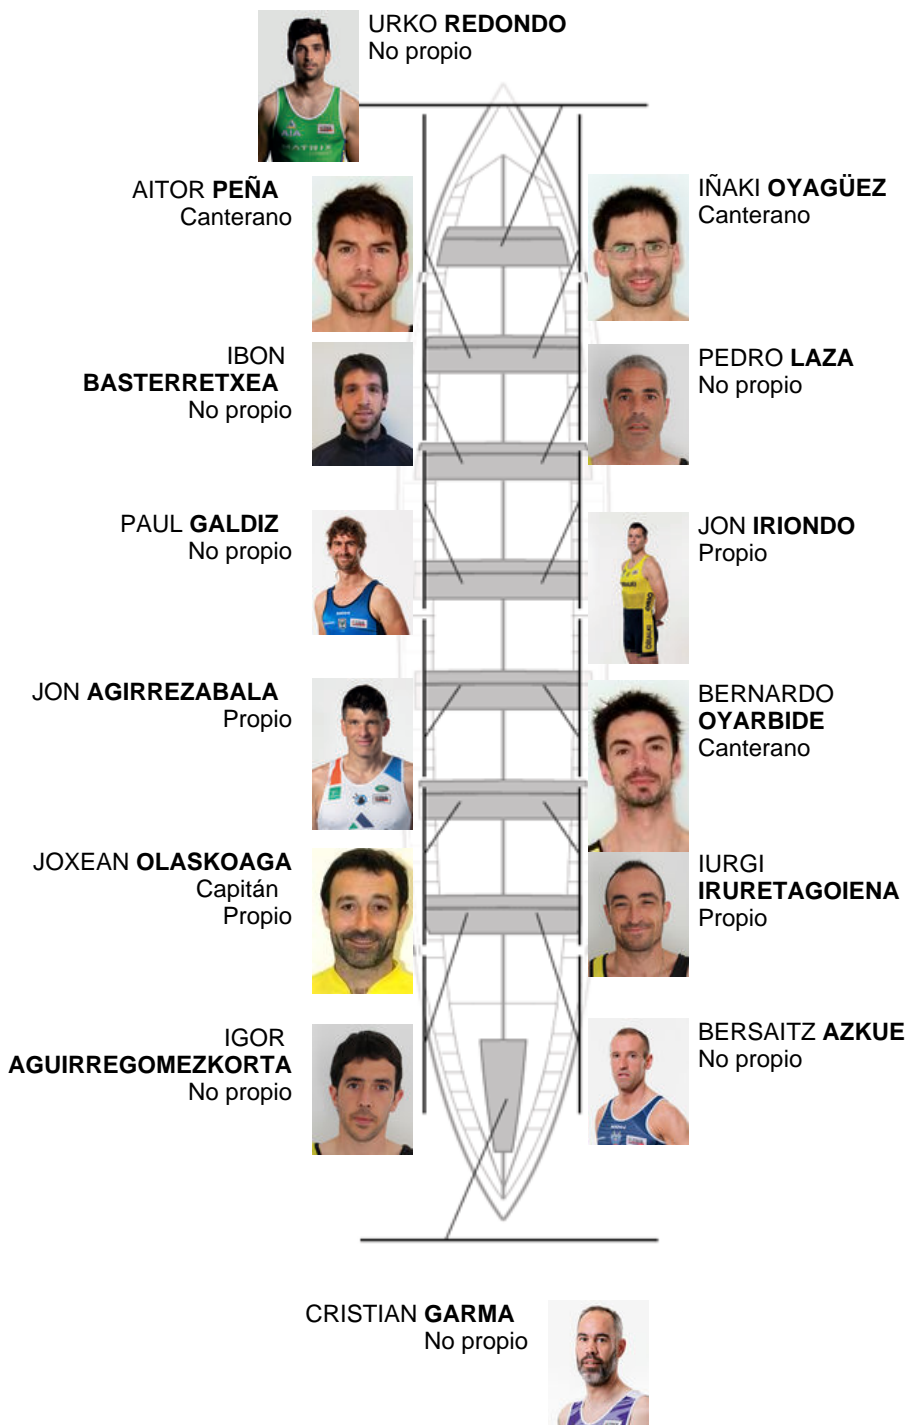 URKO REDONDO
No propio
AIA
MATRIX
AITOR PEÑA
Canterano
IÑAKI OYAGÜEZ
Canterano
IBON
BASTERRETXEA
No propio
PEDRO LAZA
No propio
PAUL GALDIZ
No propio
JON IRIONDO
Propio
JON AGIRREZABALA
Propio
BERNARDO
OYARBIDE
Canterano
JOXEAN OLASKOAGA
Capitán
Propio
IURGI
IRURETAGOIENA
Propio
IGOR
AGUIRREGOMEZKORTA
No propio
BERSAITZ AZKUE
No propio
CRISTIAN GARMA
No propio